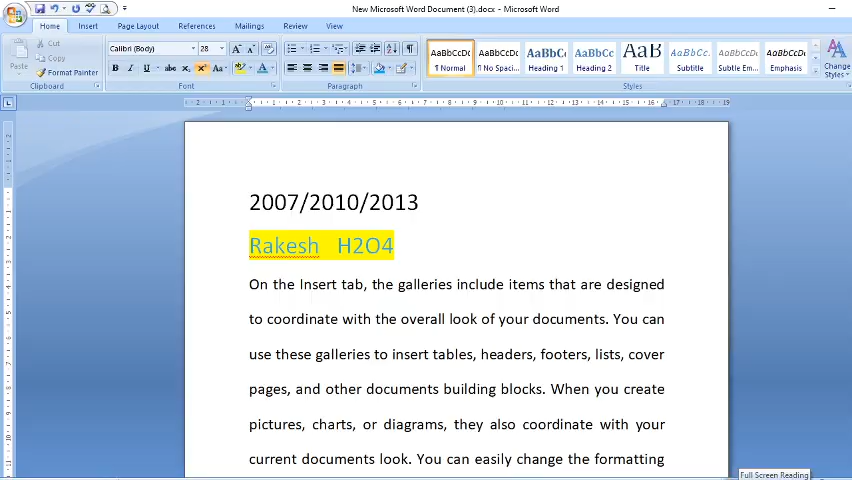 New Microsoft Word Document (3).docx - Microsoft Word
Home Insert Page Layout References Mailings Review View
Cut
Copy
Paste
Format Painter
Clipboard
Calibri (Body) 28
B I U abc X₂ X² Aa
Font
Paragraph
AaBbCcDc AaBbCcDc AaBbC AaBbCc AaB AaBbCcL AaBbCcDc AaBbCcDc
¶ Normal ¶ No Spaci... Heading 1 Heading 2 Title Subtitle Subtle Em... Emphasis
Change
Styles
Styles
2007/2010/2013
Rakesh H2O4
On the Insert tab, the galleries include items that are designed
to coordinate with the overall look of your documents. You can
use these galleries to insert tables, headers, footers, lists, cover
pages, and other documents building blocks. When you create
pictures, charts, or diagrams, they also coordinate with your
current documents look. You can easily change the formatting
Full Screen Reading